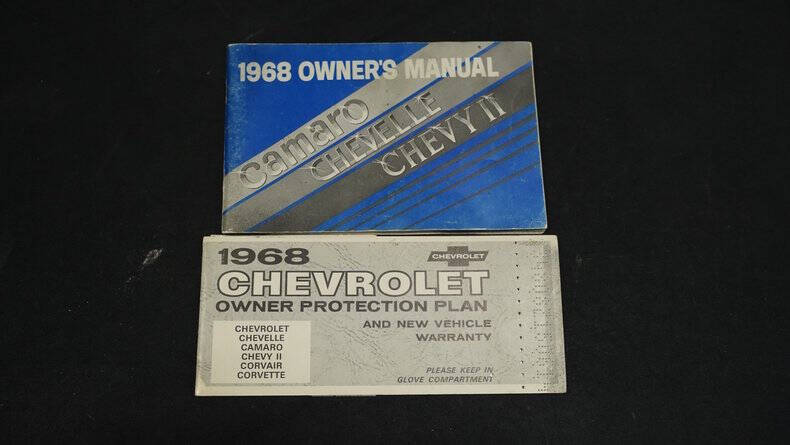 1968 OWNER'S MANUAL
camaro
CHEVELLE
CHEVY II
1968
CHEVROLET
CHEVROLET
OWNER PROTECTION PLAN
AND NEW VEHICLE
WARRANTY
CHEVROLET
CHEVELLE
CAMARO
CHEVY II
CORVAIR
CORVETTE
PLEASE KEEP IN
GLOVE COMPARTMENT